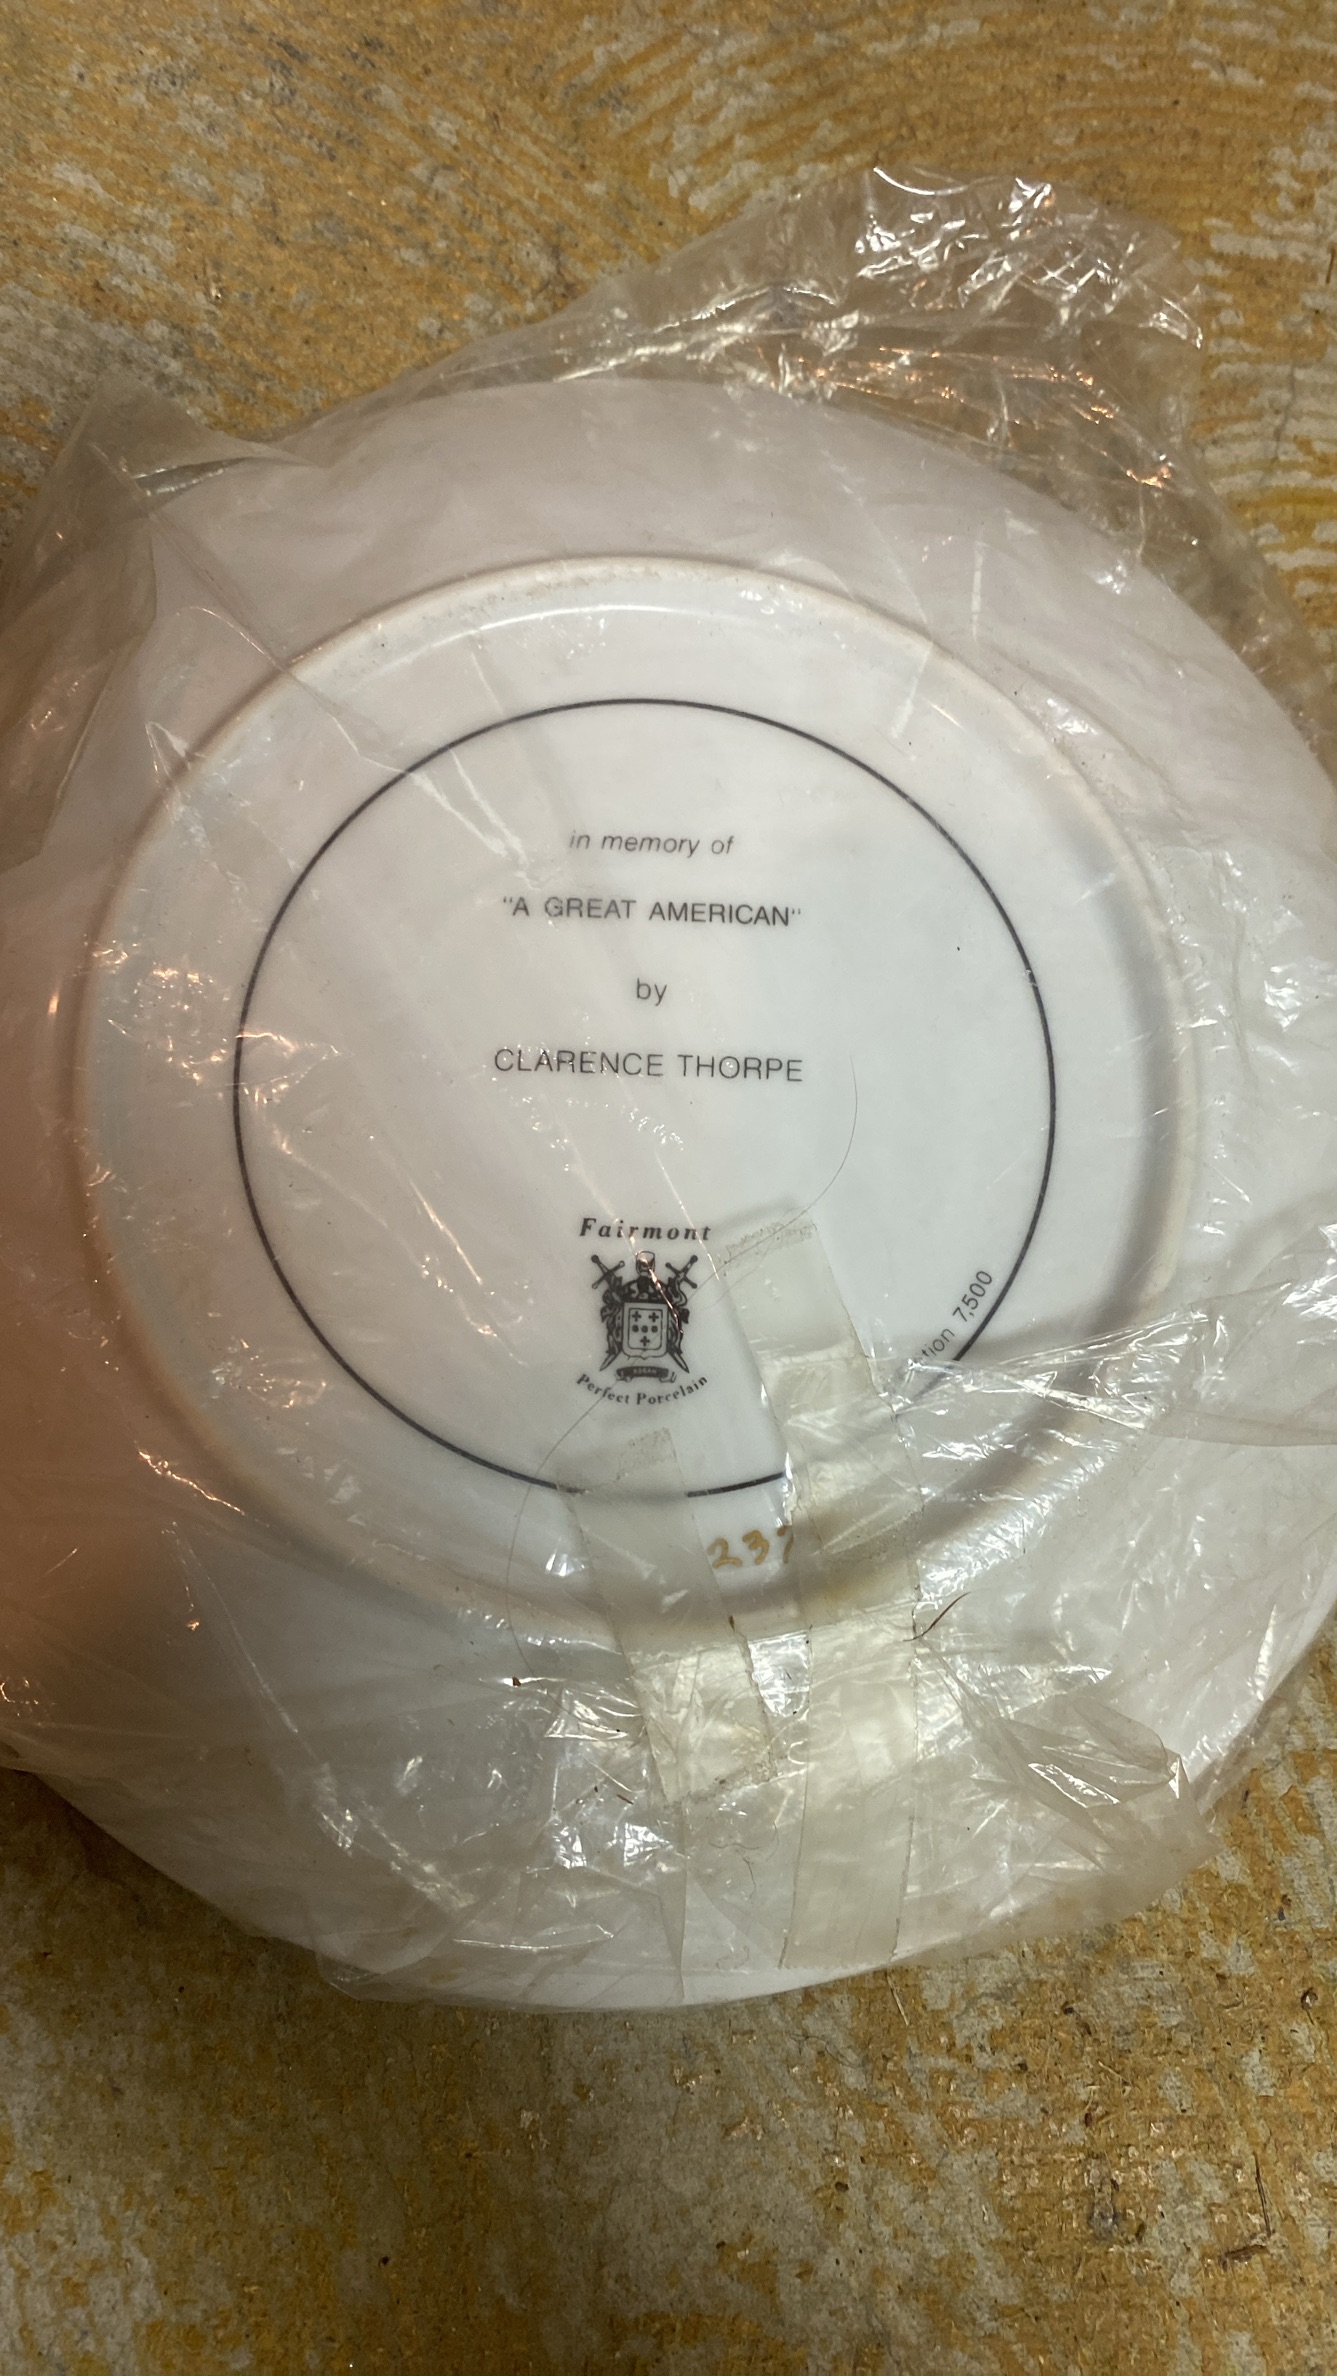 in memory of
"A GREAT AMERICAN"
by
CLARENCE THORPE
Fairmont
Perfect Porcelain
7,500